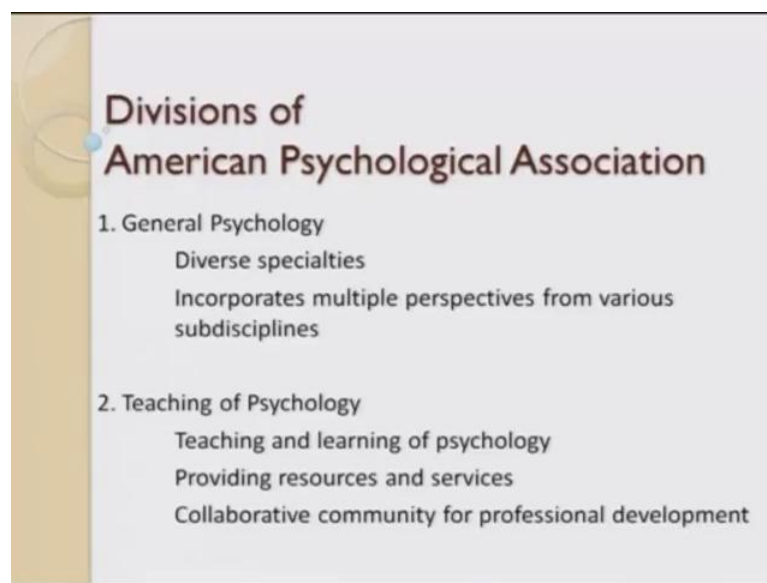 Divisions of
American Psychological Association
1. General Psychology
Diverse specialties
Incorporates multiple perspectives from various
subdisciplines
2. Teaching of Psychology
Teaching and learning of psychology
Providing resources and services
Collaborative community for professional development